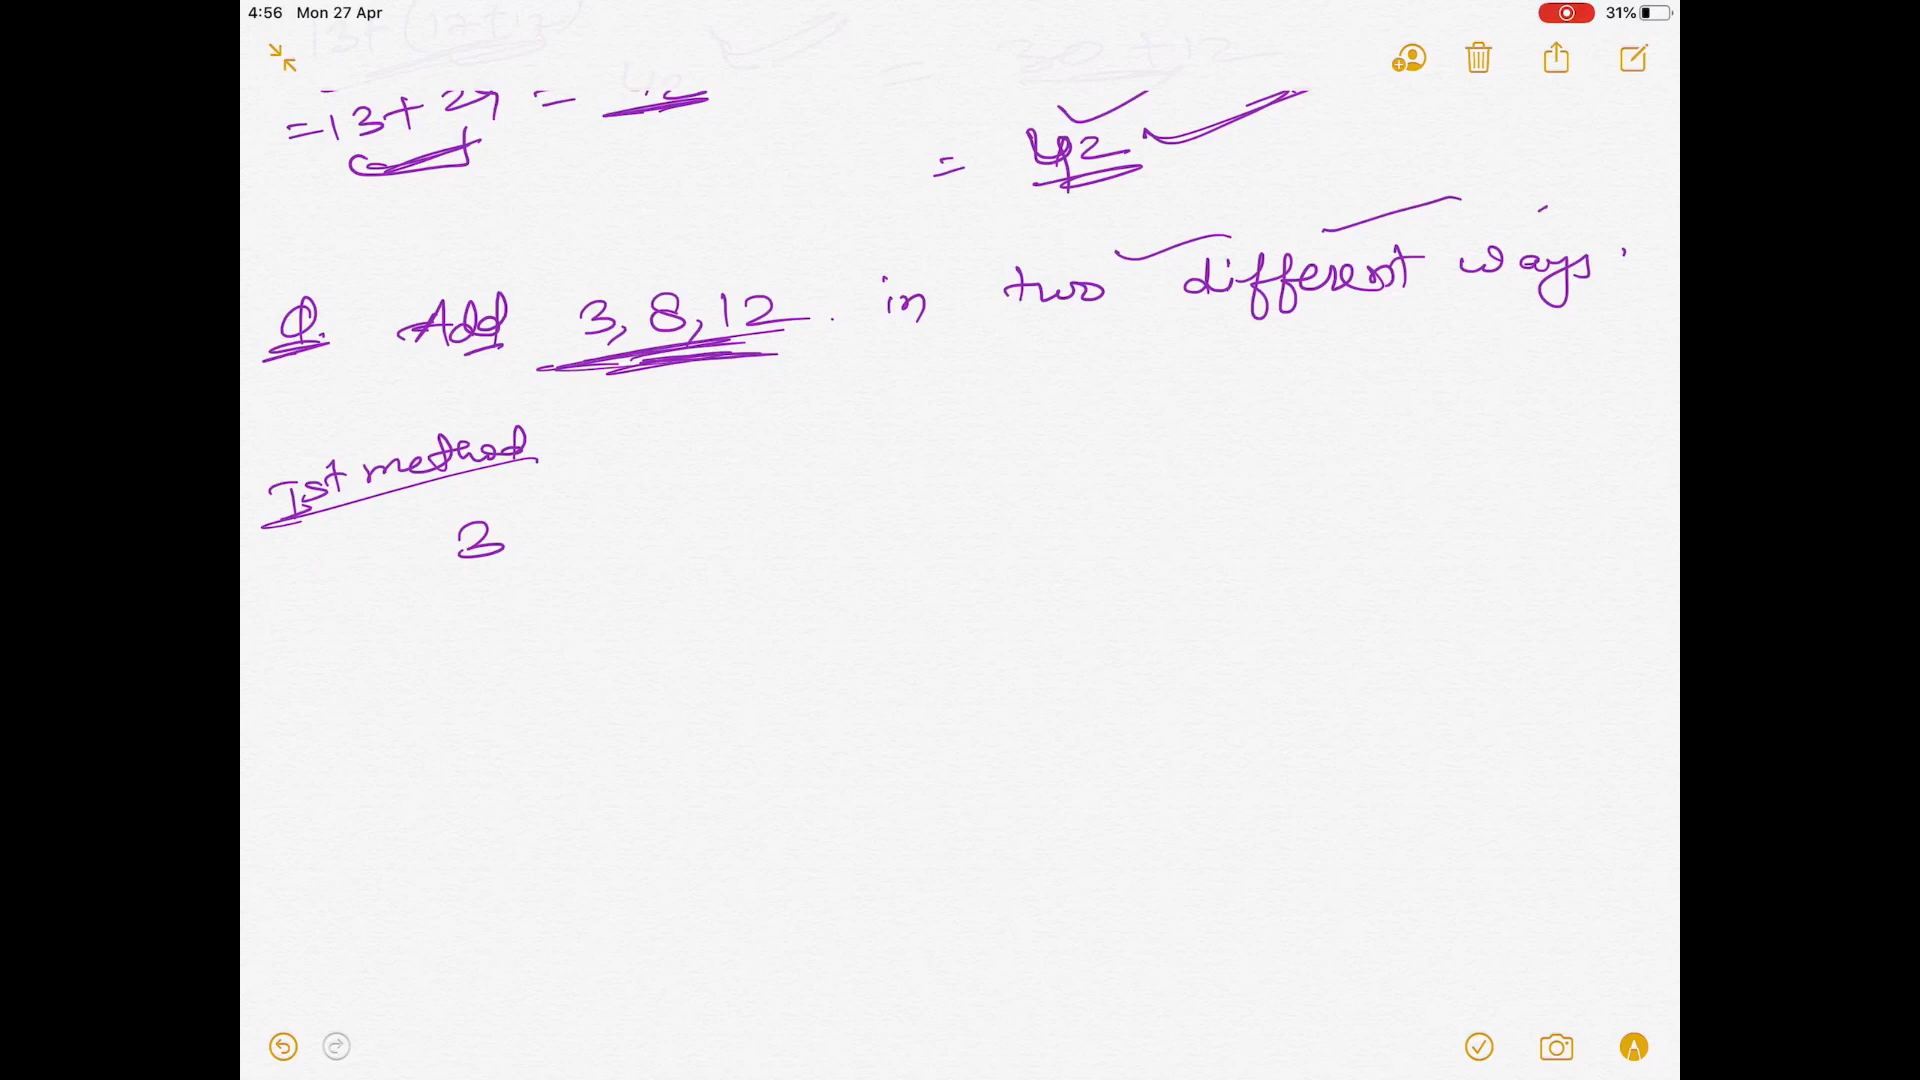 4:56 Mon 27 Apr 31%
= 13 + 29 = 42
= 42
Q. Add 3, 8, 12. in two different ways.
Ist method
3